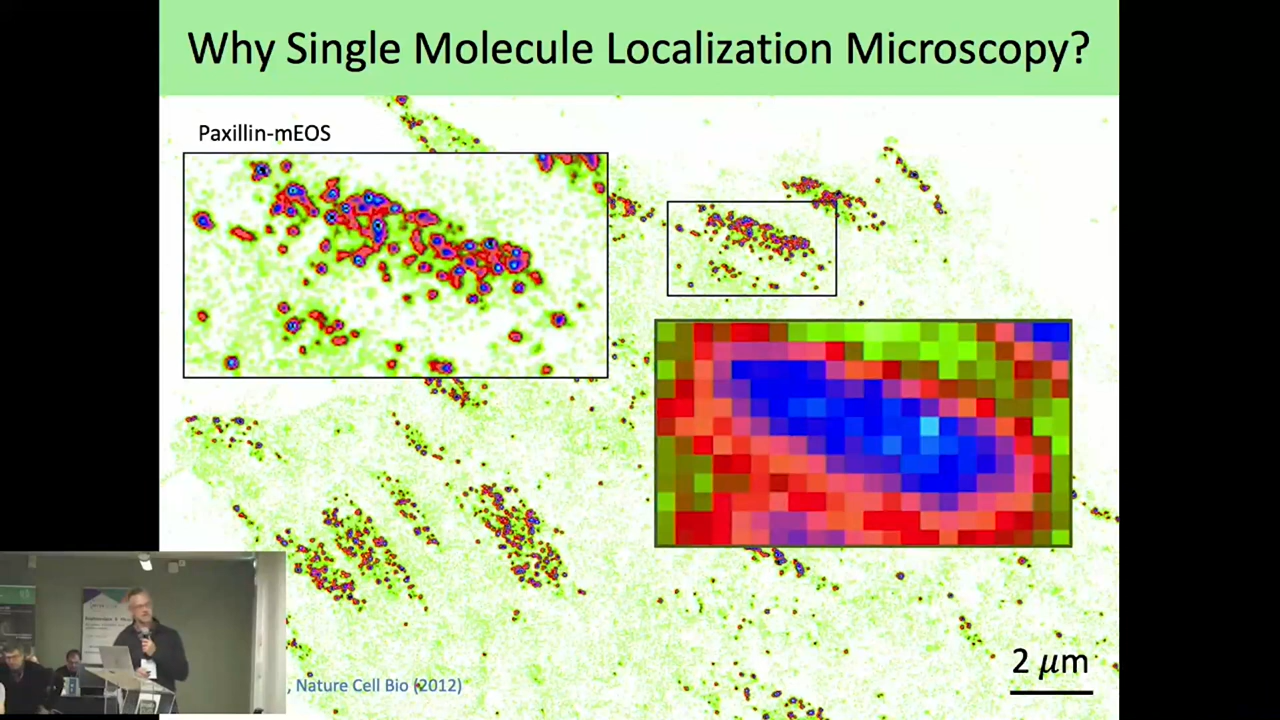 Why Single Molecule Localization Microscopy?
Paxillin-mEOS
2 μm
, Nature Cell Bio (2012)